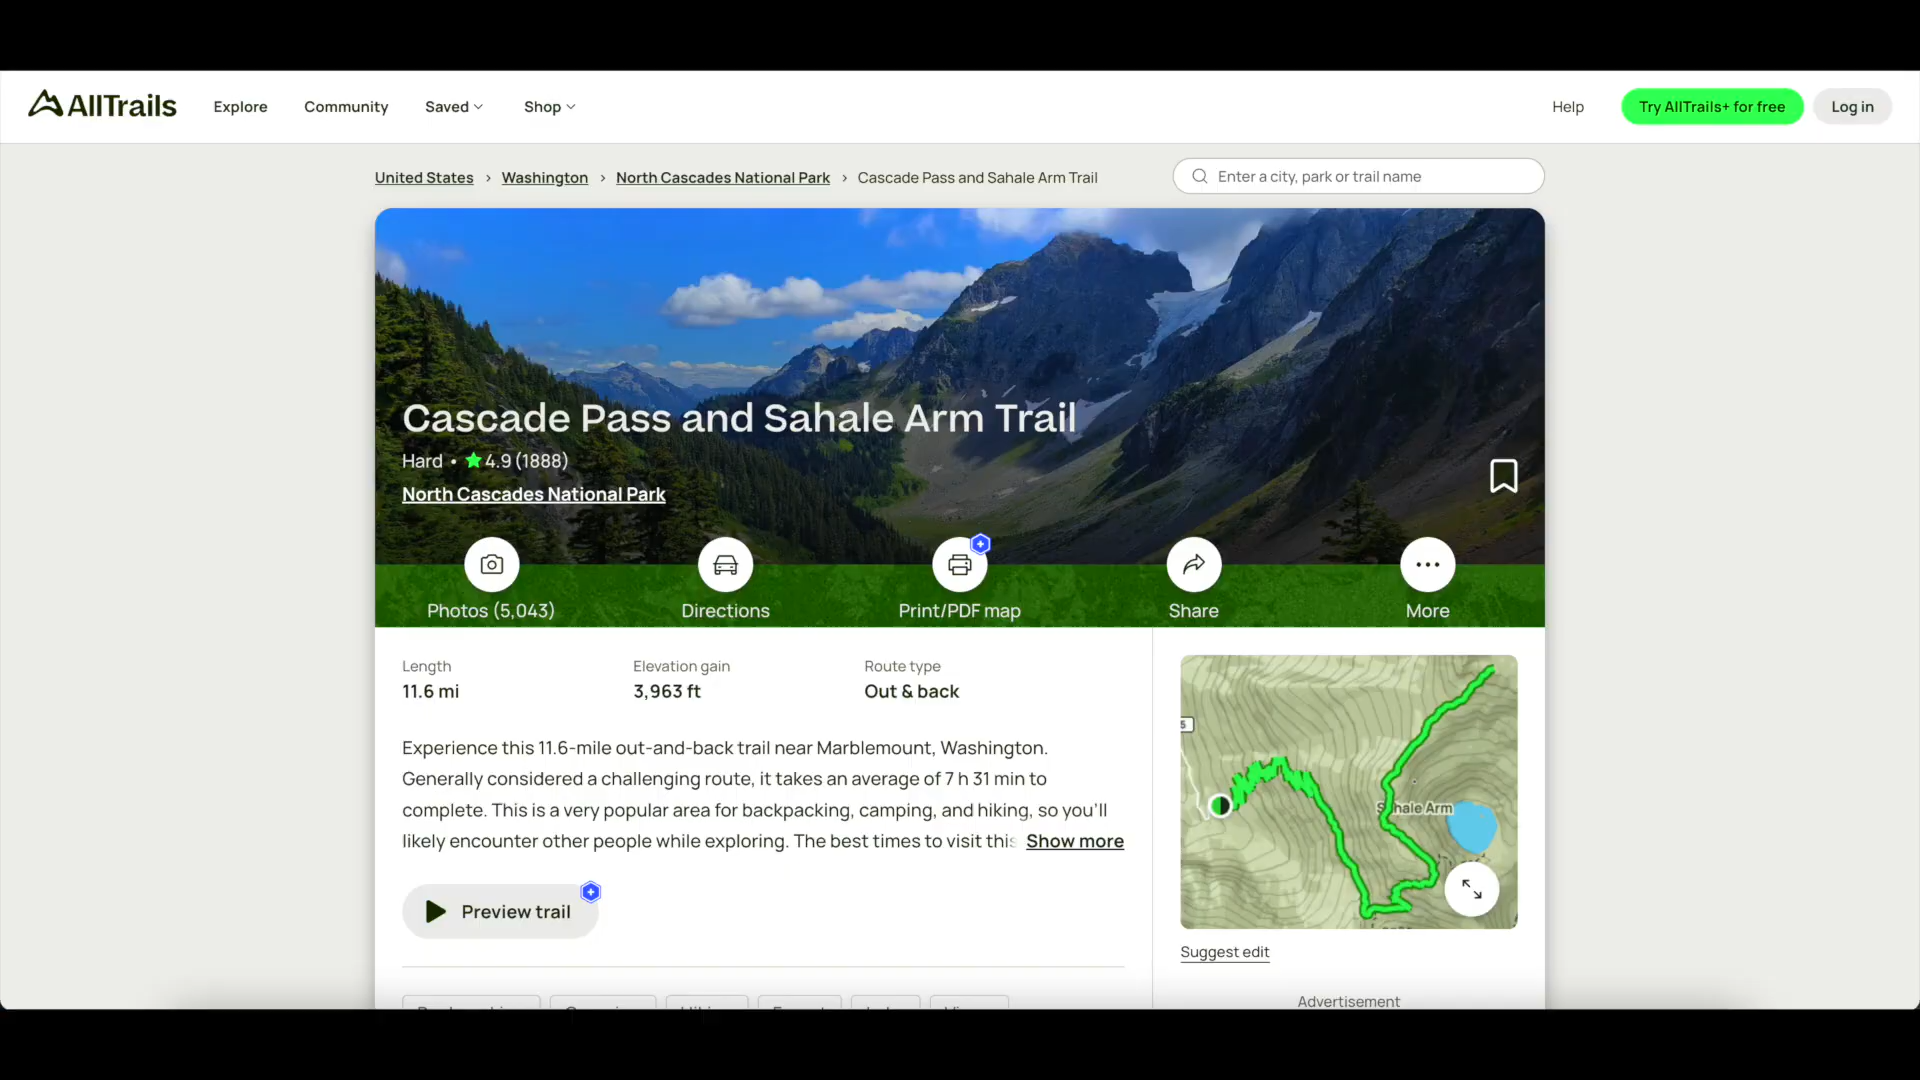 AllTrails
Explore
Community
Saved
Shop
Help
Try AllTrails+ for free
Log in
United States › Washington › North Cascades National Park › Cascade Pass and Sahale Arm Trail
Enter a city, park or trail name
Cascade Pass and Sahale Arm Trail
Hard • 4.9 (1888)
North Cascades National Park
Photos (5,043)
Directions
Print/PDF map
Share
More
Length
11.6 mi
Elevation gain
3,963 ft
Route type
Out & back
Experience this 11.6-mile out-and-back trail near Marblemount, Washington.
Generally considered a challenging route, it takes an average of 7 h 31 min to
complete. This is a very popular area for backpacking, camping, and hiking, so you'll
likely encounter other people while exploring. The best times to visit this Show more
Preview trail
5
Sahale Arm
Suggest edit
Advertisement